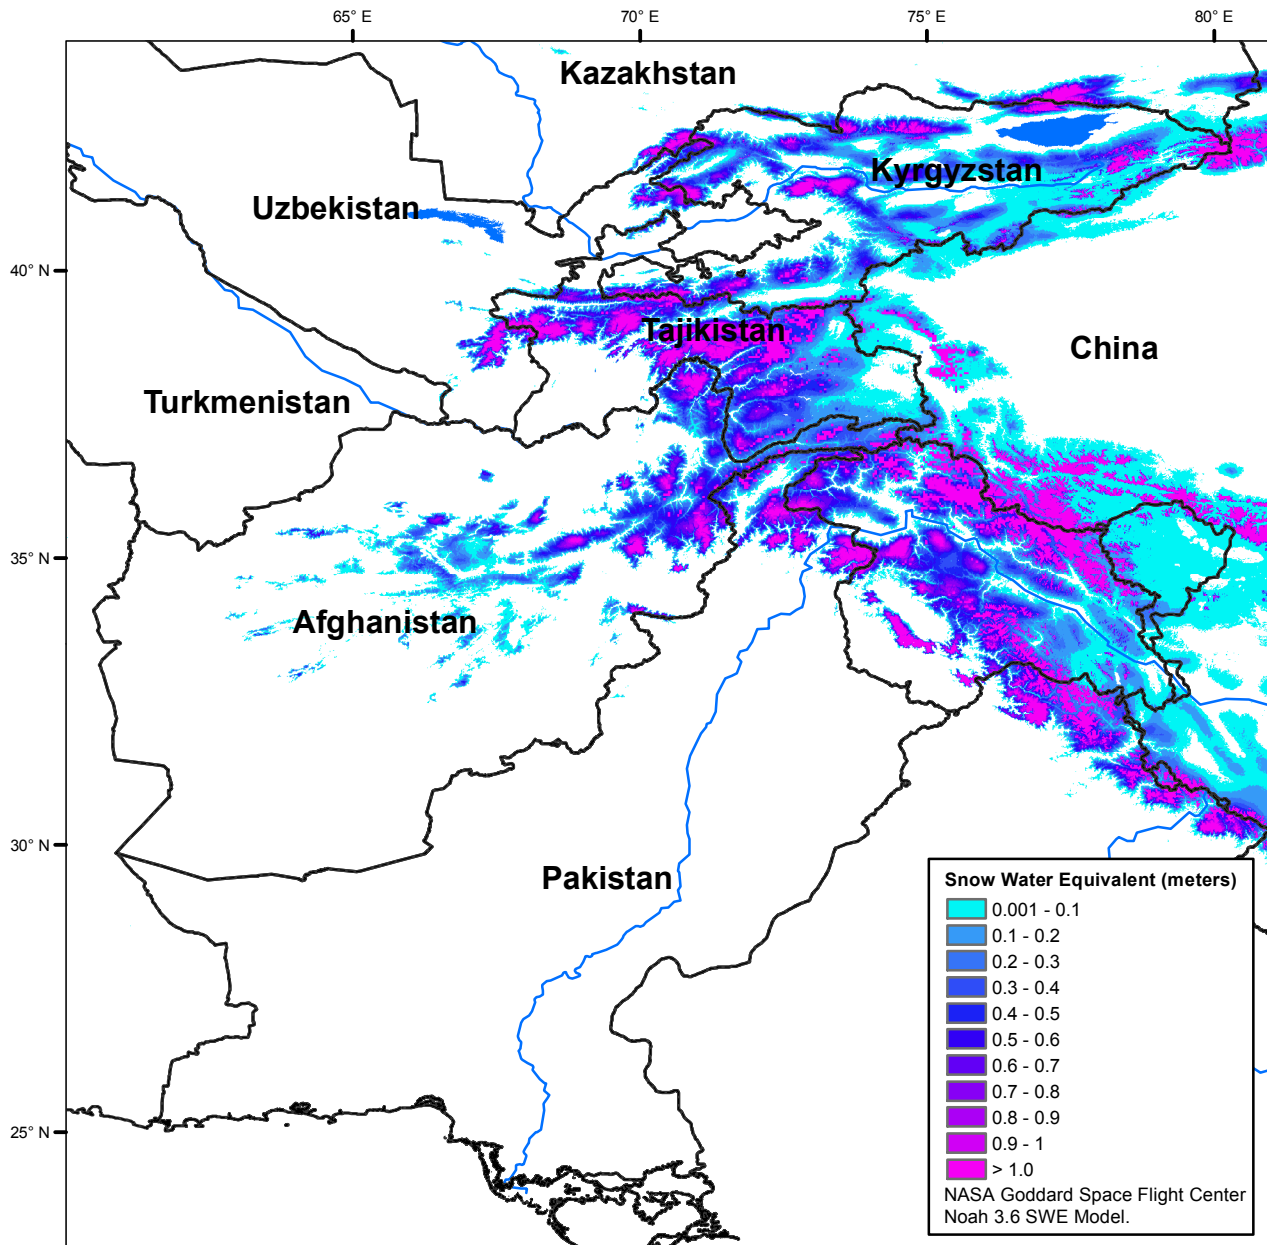 65° E
70° E
75° E
80° E
Kazakhstan
Kyrgyzstan
Uzbekistan
40° N
Tajikistan
China
Turkmenistan
35° N
Afghanistan
30° N
Pakistan
25° N
Snow Water Equivalent (meters)
0.001 - 0.1
0.1 - 0.2
0.2 - 0.3
0.3 - 0.4
0.4 - 0.5
0.5 - 0.6
0.6 - 0.7
0.7 - 0.8
0.8 - 0.9
0.9 - 1
> 1.0
NASA Goddard Space Flight Center
Noah 3.6 SWE Model.